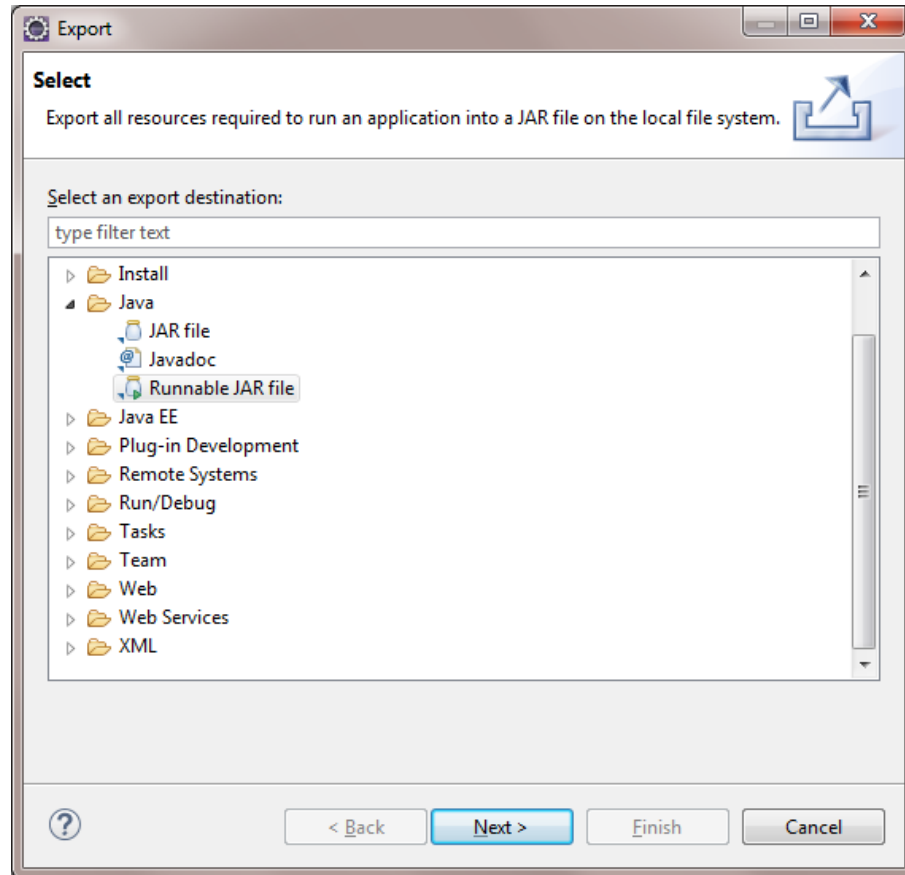 Export
Select
Export all resources required to run an application into a JAR file on the local file system.
Select an export destination:
type filter text
Install
Java
JAR file
Javadoc
Runnable JAR file
Java EE
Plug-in Development
Remote Systems
Run/Debug
Tasks
Team
Web
Web Services
XML
< Back Next > Finish Cancel